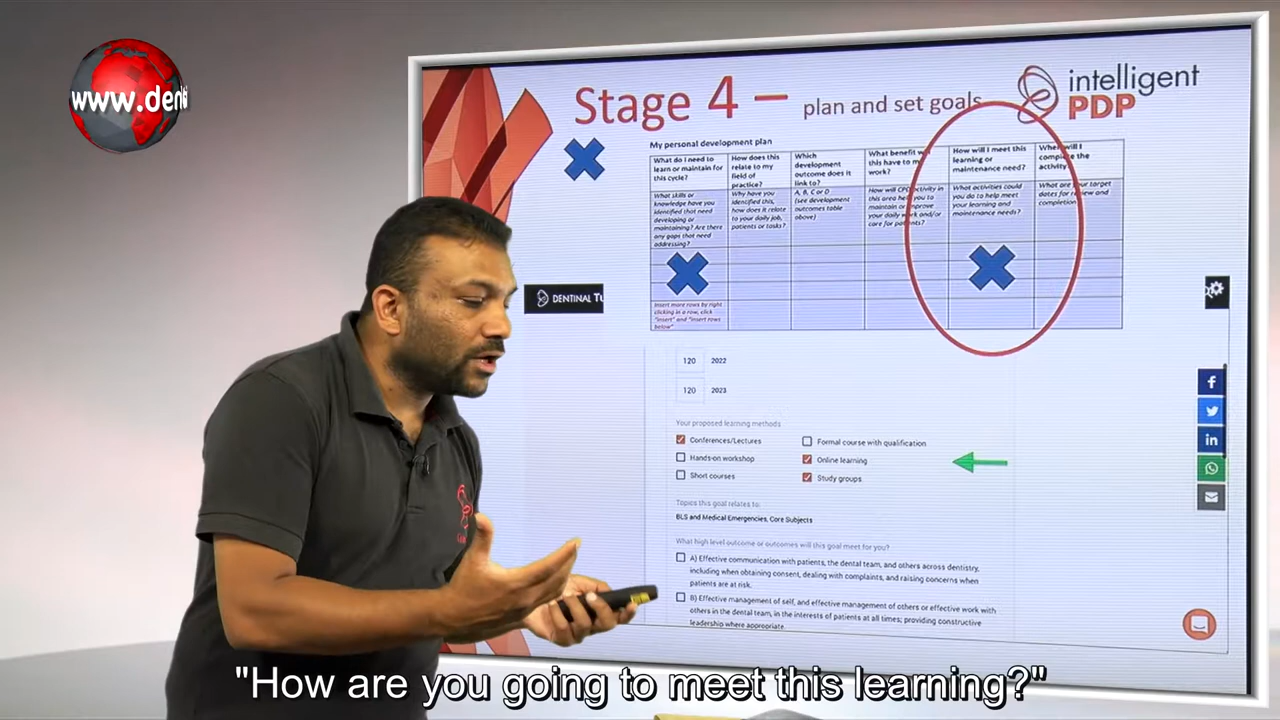 www.denti
Stage 4 – plan and set goals
intelligent
PDP
My personal development plan
What do I need to
learn or maintain for
this cycle?
How does this
relate to my
field of
practice?
Which
development
outcome does it
link to?
What benefit
this have to my
work?
How will I meet this
learning or
maintenance need?
When will I
complete the
activity?
What skills or
knowledge have you
identified that need
developing or
maintaining? Are there
any gaps that need
addressing?
Why have you
identified this,
how does it relate
to your daily job,
patients or tasks?
A, B, C or D
(see development
outcomes table
above)
How will CPD activity in
this area help you to
maintain or improve
your daily work and/or
care for patients?
What activities could
you do to help meet
your learning and
maintenance needs?
What are your target
dates for review and
completion
Insert more rows by right
clicking in a row, click
"insert" and "insert rows
below"
DENTINAL TU
120 2022
120 2023
Your proposed learning methods
Conferences/Lectures
Formal course with qualification
Hands-on workshop
Online learning
Short courses
Study groups
Topics this goal relates to:
BLS and Medical Emergencies, Core Subjects
What high level outcome or outcomes will this goal meet for you?
A) Effective communication with patients, the dental team, and others across dentistry,
including when obtaining consent, dealing with complaints, and raising concerns when
patients are at risk.
B) Effective management of self, and effective management of others or effective work with
others in the dental team, in the interests of patients at all times; providing constructive
leadership where appropriate.
"How are you going to meet this learning?"